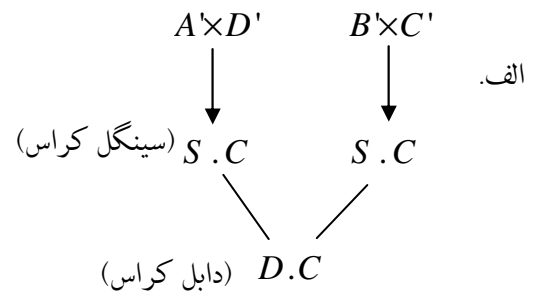 A'×D' B'×C'
الف.
S .C (سینگل کراس) S .C
D.C (دابل کراس)